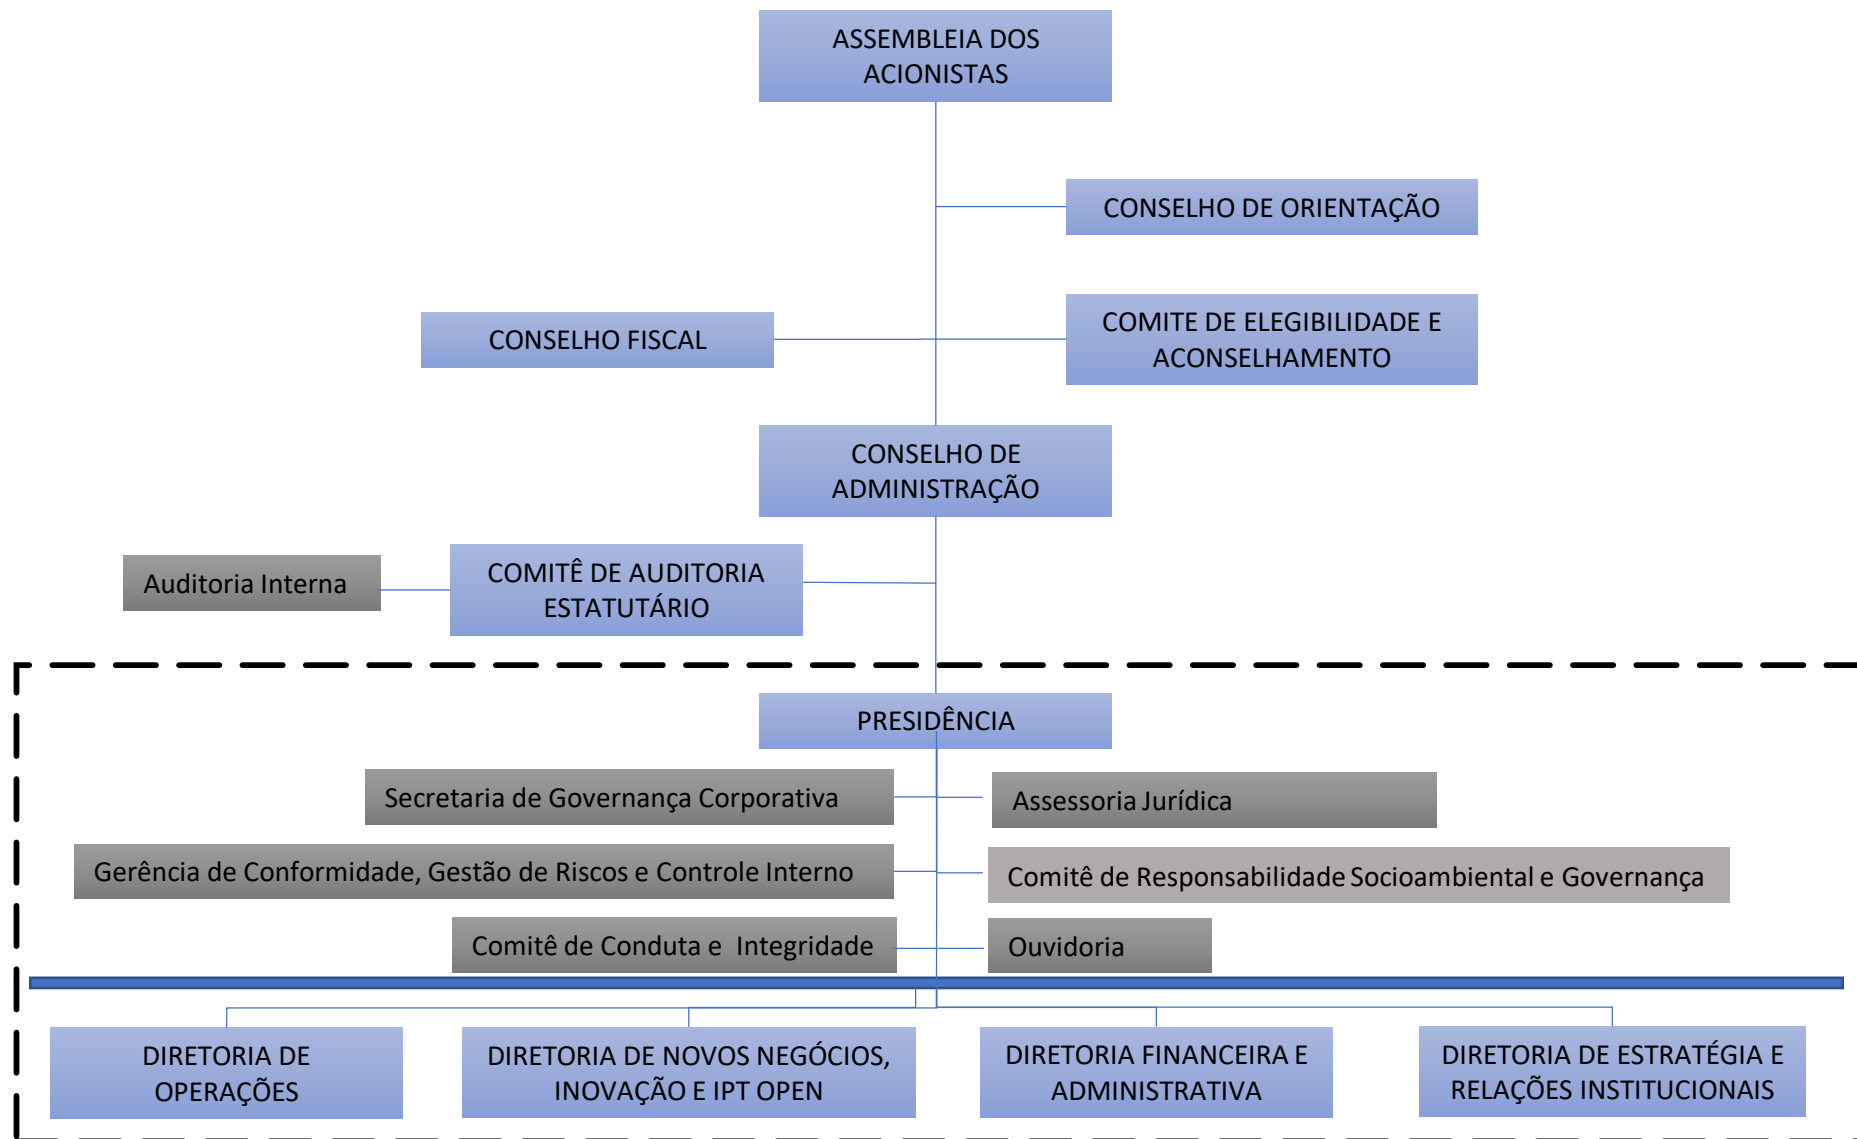 ASSEMBLEIA DOS
ACIONISTAS
CONSELHO DE ORIENTAÇÃO
CONSELHO FISCAL
COMITE DE ELEGIBILIDADE E
ACONSELHAMENTO
CONSELHO DE
ADMINISTRAÇÃO
Auditoria Interna
COMITÊ DE AUDITORIA
ESTATUTÁRIO
PRESIDÊNCIA
Secretaria de Governança Corporativa
Assessoria Jurídica
Gerência de Conformidade, Gestão de Riscos e Controle Interno
Comitê de Responsabilidade Socioambiental e Governança
Comitê de Conduta e Integridade
Ouvidoria
DIRETORIA DE
OPERAÇÕES
DIRETORIA DE NOVOS NEGÓCIOS,
INOVAÇÃO E IPT OPEN
DIRETORIA FINANCEIRA E
ADMINISTRATIVA
DIRETORIA DE ESTRATÉGIA E
RELAÇÕES INSTITUCIONAIS